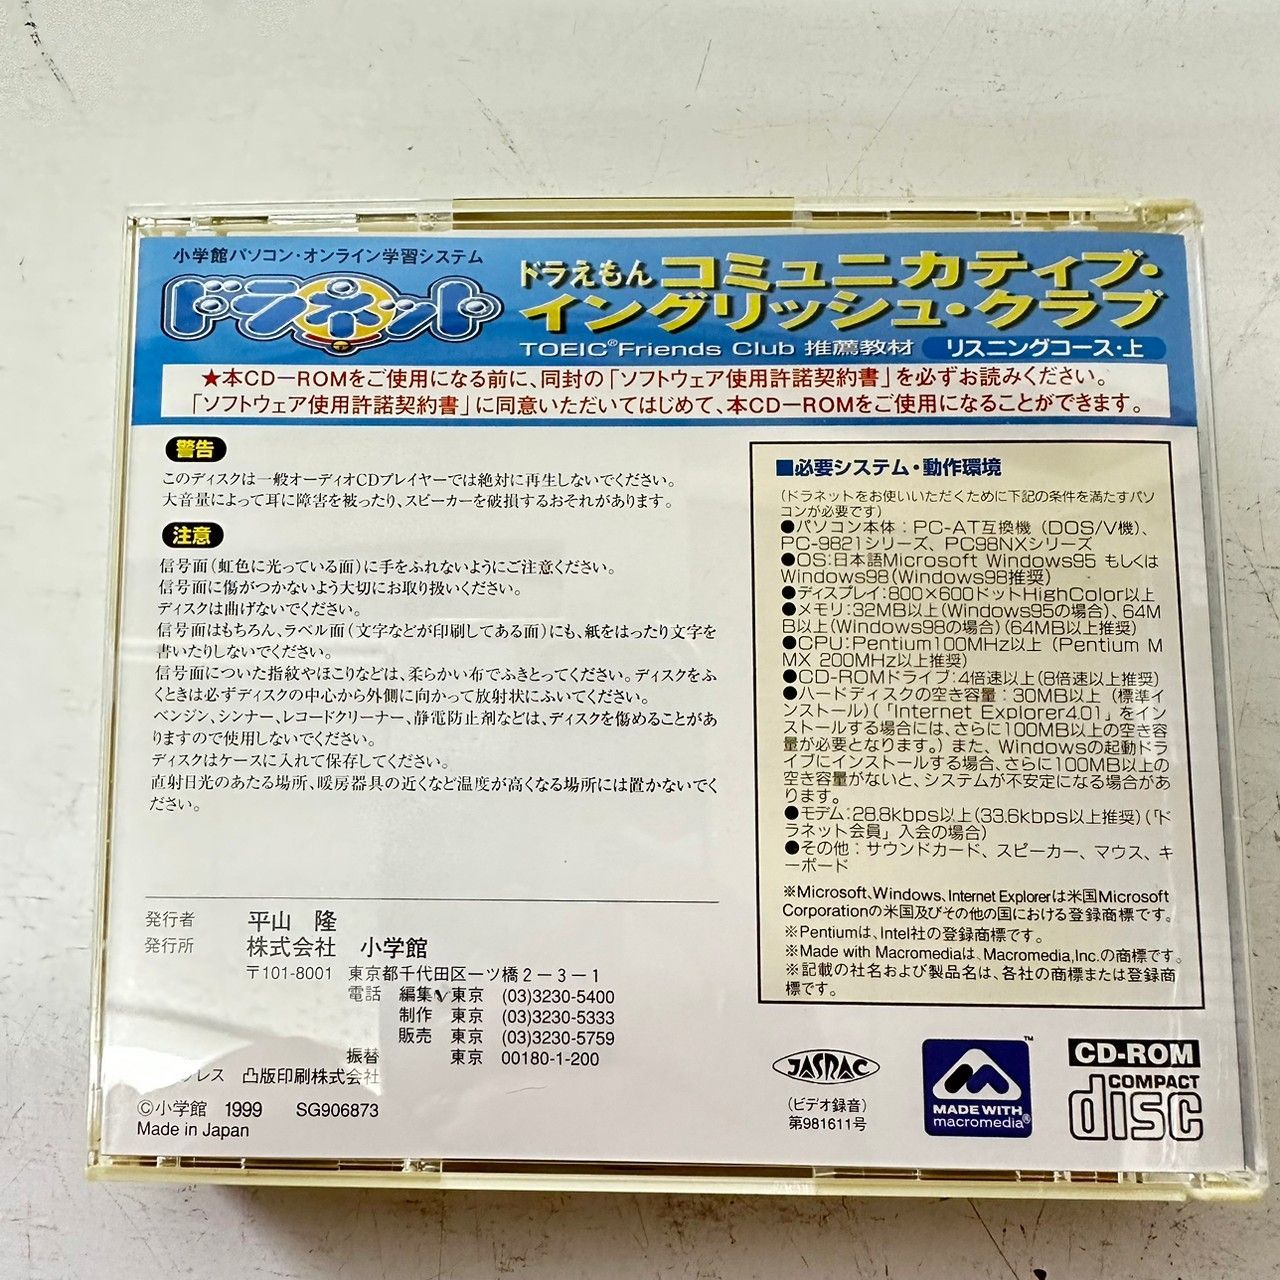 小学館パソコン・オンライン学習システム
ドラネット
ドラえもん コミュニカティブ・
イングリッシュ・クラブ
TOEIC®Friends Club 推薦教材 リスニングコース・上
★本CD－ROMをご使用になる前に、同封の「ソフトウェア使用許諾契約書」を必ずお読みください。
「ソフトウェア使用許諾契約書」に同意いただいてはじめて、本CD－ROMをご使用になることができます。
警告
このディスクは一般オーディオCDプレイヤーでは絶対に再生しないでください。
大音量によって耳に障害を被ったり、スピーカーを破損するおそれがあります。
注意
信号面（虹色に光っている面）に手をふれないようにご注意ください。
信号面に傷がつかないよう大切にお取り扱いください。
ディスクは曲げないでください。
信号面はもちろん、ラベル面（文字などが印刷してある面）にも、紙をはったり文字を
書いたりしないでください。
信号面についた指紋やほこりなどは、柔らかい布でふきとってください。ディスクをふ
くときは必ずディスクの中心から外側に向かって放射状にふいてください。
ベンジン、シンナー、レコードクリーナー、静電防止剤などは、ディスクを傷めることがあ
りますので使用しないでください。
ディスクはケースに入れて保存してください。
直射日光のあたる場所、暖房器具の近くなど温度が高くなる場所には置かないでく
ださい。
発行者 平山 隆
発行所 株式会社 小学館
〒101-8001 東京都千代田区一ツ橋2－3－1
電話 編集 東京 (03)3230-5400
制作 東京 (03)3230-5333
販売 東京 (03)3230-5759
振替 東京 00180-1-200
プレス 凸版印刷株式会社
©小学館 1999 SG906873
Made in Japan
■必要システム・動作環境
（ドラネットをお使いいただくために下記の条件を満たすパソ
コンが必要です）
●パソコン本体：PC-AT互換機（DOS/V機）、
PC-9821シリーズ、PC98NXシリーズ
●OS:日本語Microsoft Windows95 もしくは
Windows98(Windows98推奨)
●ディスプレイ:800×600ドットHighColor以上
●メモリ:32MB以上(Windows95の場合)、64M
B以上(Windows98の場合)(64MB以上推奨)
●CPU:Pentium100MHz以上（Pentium M
MX 200MHz以上推奨)
●CD-ROMドライブ:4倍速以上(8倍速以上推奨)
●ハードディスクの空き容量：30MB以上（標準イ
ンストール)(「Internet Explorer4.01」をイン
ストールする場合には、さらに100MB以上の空き容
量が必要となります。）また、Windowsの起動ドラ
イブにインストールする場合、さらに100MB以上の
空き容量がないと、システムが不安定になる場合があ
ります。
●モデム:28.8kbps以上(33.6kbps以上推奨)(「ド
ラネット会員」入会の場合)
●その他：サウンドカード、スピーカー、マウス、キ
ーボード
※Microsoft,Windows,Internet Explorerは米国Microsoft
Corporationの米国及びその他の国における登録商標です。
※Pentiumは、Intel社の登録商標です。
※Made with Macromediaは、Macromedia,Inc.の商標です。
※記載の社名および製品名は、各社の商標または登録商
標です。
JASRAC
（ビデオ録音）
第981611号
MADE WITH
macromedia®
™
CD-ROM
COMPACT
disc